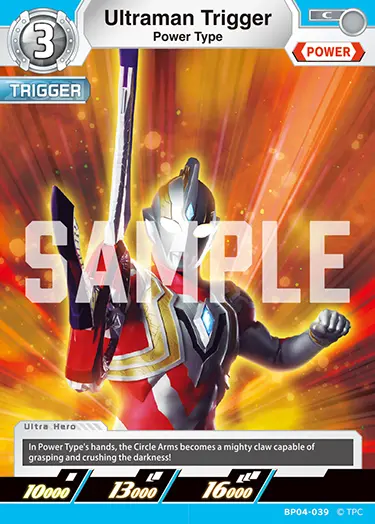 Ultraman Trigger
Power Type
C
3
POWER
TRIGGER
SAMPLE
Ultra Hero
In Power Type's hands, the Circle Arms becomes a mighty claw capable of
grasping and crushing the darkness!
10000 13000 16000
BP04-039 © TPC